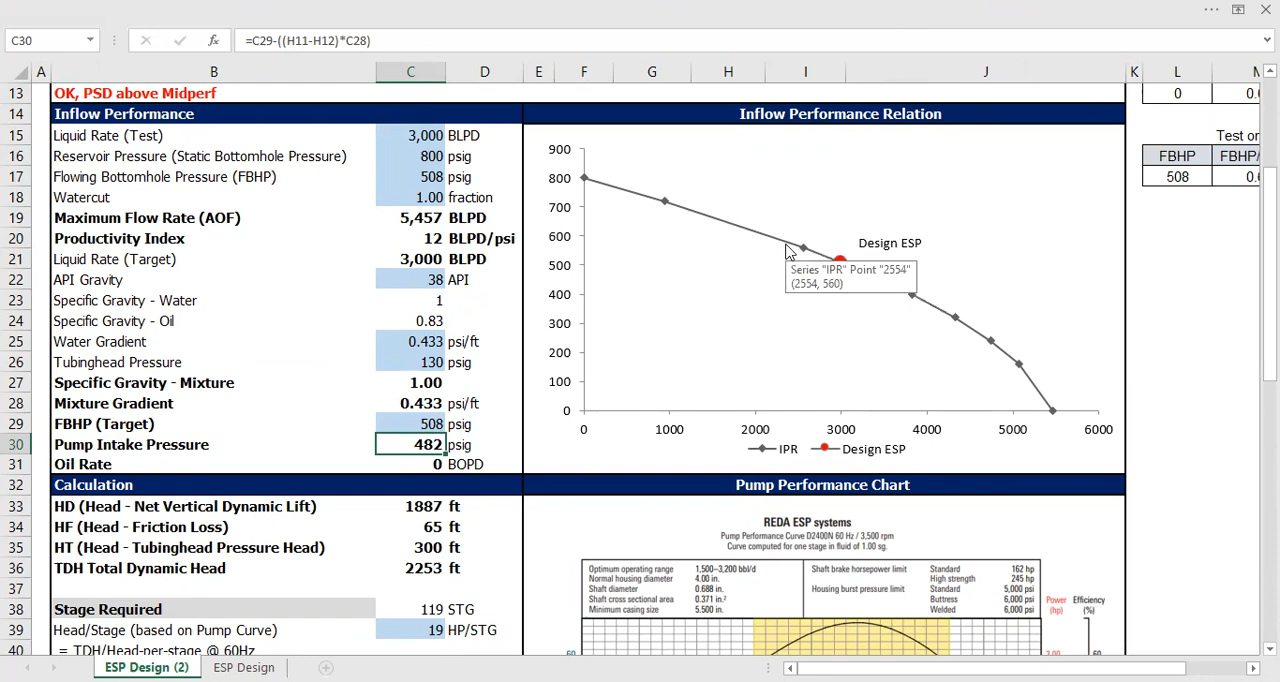 C30 fx =C29-((H11-H12)*C28)
A B C D E F G H I J K L M
13 OK, PSD above Midperf 0 0.0
14 Inflow Performance Inflow Performance Relation
15 Liquid Rate (Test) 3,000 BLPD Test or
16 Reservoir Pressure (Static Bottomhole Pressure) 800 psig FBHP FBHP/
17 Flowing Bottomhole Pressure (FBHP) 508 psig 508 0.
18 Watercut 1.00 fraction
19 Maximum Flow Rate (AOF) 5,457 BLPD
20 Productivity Index 12 BLPD/psi
21 Liquid Rate (Target) 3,000 BLPD
22 API Gravity 38 API
23 Specific Gravity - Water 1
24 Specific Gravity - Oil 0.83
25 Water Gradient 0.433 psi/ft
26 Tubinghead Pressure 130 psig
27 Specific Gravity - Mixture 1.00
28 Mixture Gradient 0.433 psi/ft
29 FBHP (Target) 508 psig
30 Pump Intake Pressure 482 psig
31 Oil Rate 0 BOPD
900
800
700
600
500
400
300
200
100
0
0 1000 2000 3000 4000 5000 6000
Design ESP
Series "IPR" Point "2554"
(2554, 560)
IPR Design ESP
32 Calculation Pump Performance Chart
33 HD (Head - Net Vertical Dynamic Lift) 1887 ft
34 HF (Head - Friction Loss) 65 ft
35 HT (Head - Tubinghead Pressure Head) 300 ft
36 TDH Total Dynamic Head 2253 ft
37
38 Stage Required 119 STG
39 Head/Stage (based on Pump Curve) 19 HP/STG
40 = TDH/Head-per-stage @ 60Hz
REDA ESP systems
Pump Performance Curve D2400N 60 Hz / 3,500 rpm
Curve computed for one stage in fluid of 1.00 sg.
Optimum operating range 1,500–3,200 bbl/d Shaft brake horsepower limit Standard 162 hp
Normal housing diameter 4.00 in. High strength 245 hp
Shaft diameter 0.688 in. Housing burst pressure limit Standard 5,000 psi
Shaft cross sectional area 0.371 in.² Buttress 6,000 psi
Minimum casing size 5.500 in. Welded 6,000 psi
Power Efficiency
(hp) (%)
60 3.00 60
ESP Design (2) ESP Design